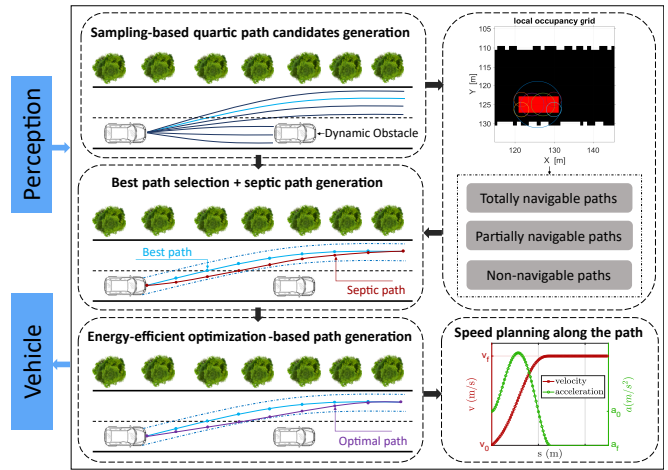 Perception
Vehicle
Sampling-based quartic path candidates generation
Dynamic Obstacle
local occupancy grid
Y [m]
105
110
115
120
125
130
120
130
140
X [m]
Totally navigable paths
Partially navigable paths
Non-navigable paths
Best path selection + septic path generation
Best path
Septic path
Energy-efficient optimization -based path generation
Optimal path
Speed planning along the path
v (m/s)
v_f
v_0
velocity
acceleration
a(m/s²)
a_0
a_f
s (m)